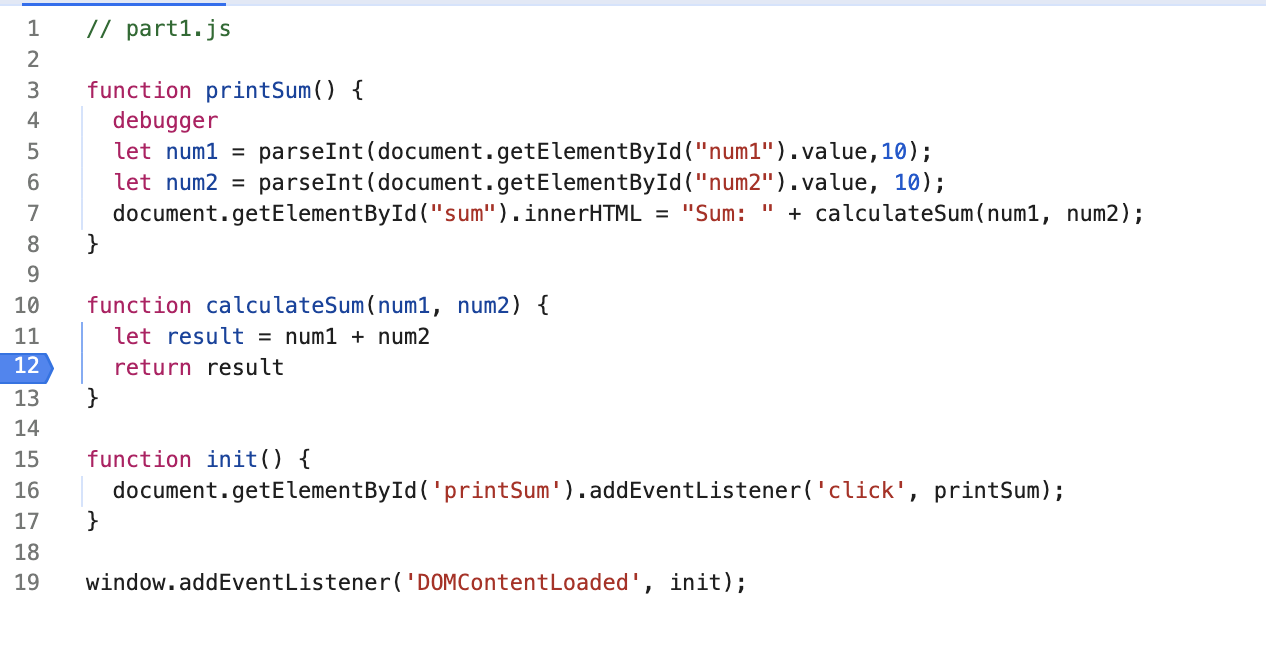 1 // part1.js
2
3 function printSum() {
4 debugger
5 let num1 = parseInt(document.getElementById("num1").value,10);
6 let num2 = parseInt(document.getElementById("num2").value, 10);
7 document.getElementById("sum").innerHTML = "Sum: " + calculateSum(num1, num2);
8 }
9
10 function calculateSum(num1, num2) {
11 let result = num1 + num2
12 return result
13 }
14
15 function init() {
16 document.getElementById('printSum').addEventListener('click', printSum);
17 }
18
19 window.addEventListener('DOMContentLoaded', init);